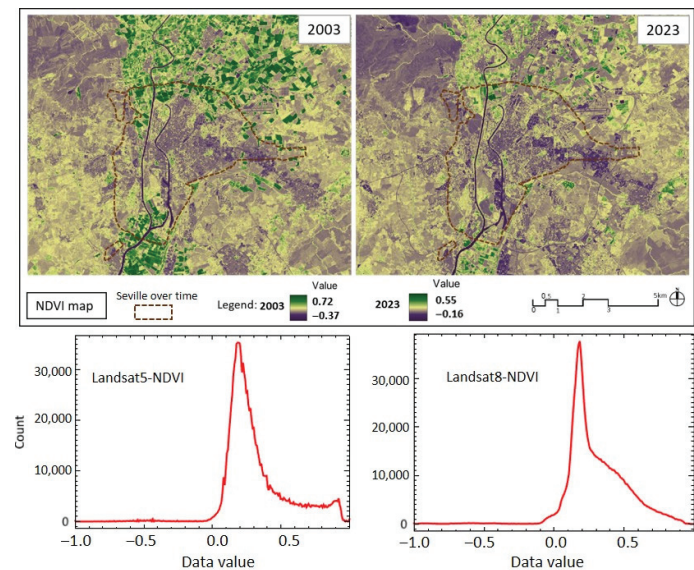 2003
2023
NDVI map
Seville over time
Legend: 2003
Value
0.72
−0.37
2023
Value
0.55
−0.16
0 0.5 1 2 3 5km
N
Landsat5-NDVI
Count
30,000
20,000
10,000
0
−1.0 −0.5 0.0 0.5
Data value
Landsat8-NDVI
30,000
20,000
10,000
0
−1.0 −0.5 0.0 0.5
Data value